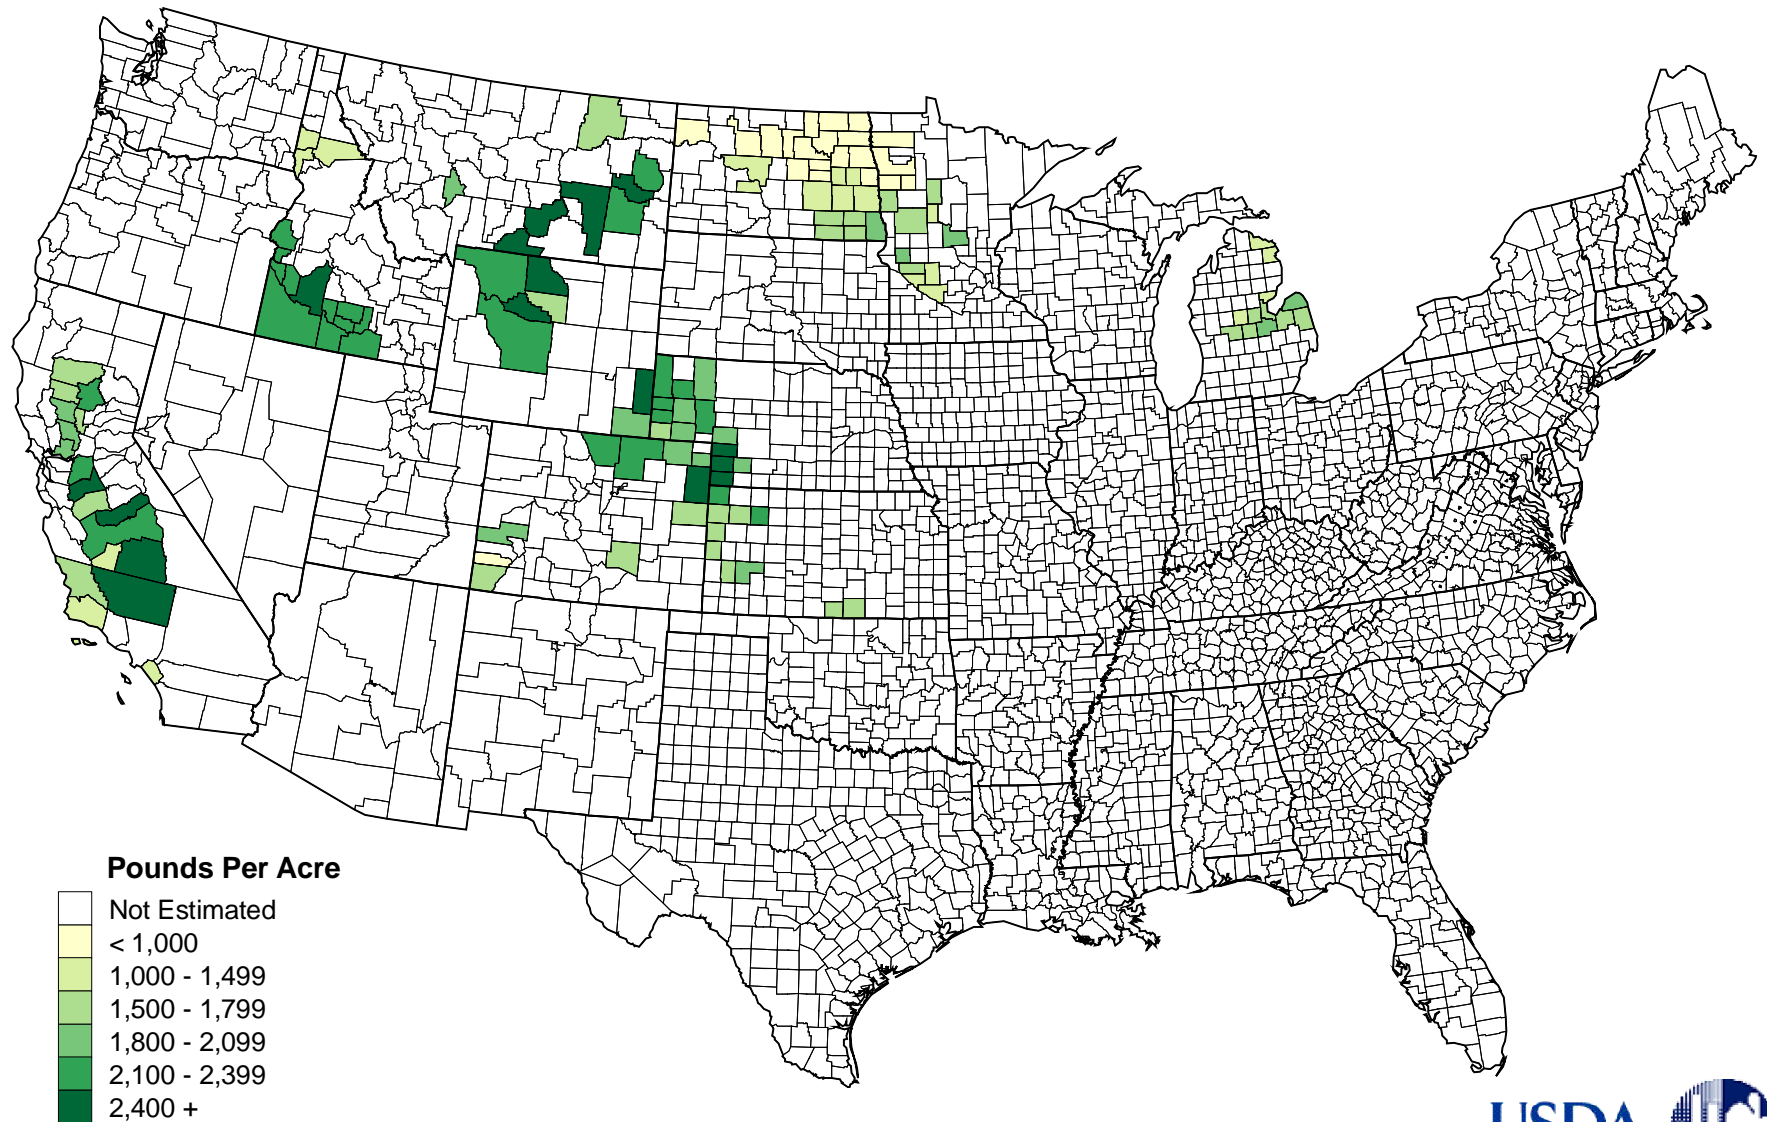 Pounds Per Acre
Not Estimated
< 1,000
1,000 - 1,499
1,500 - 1,799
1,800 - 2,099
2,100 - 2,399
2,400 +
USDA